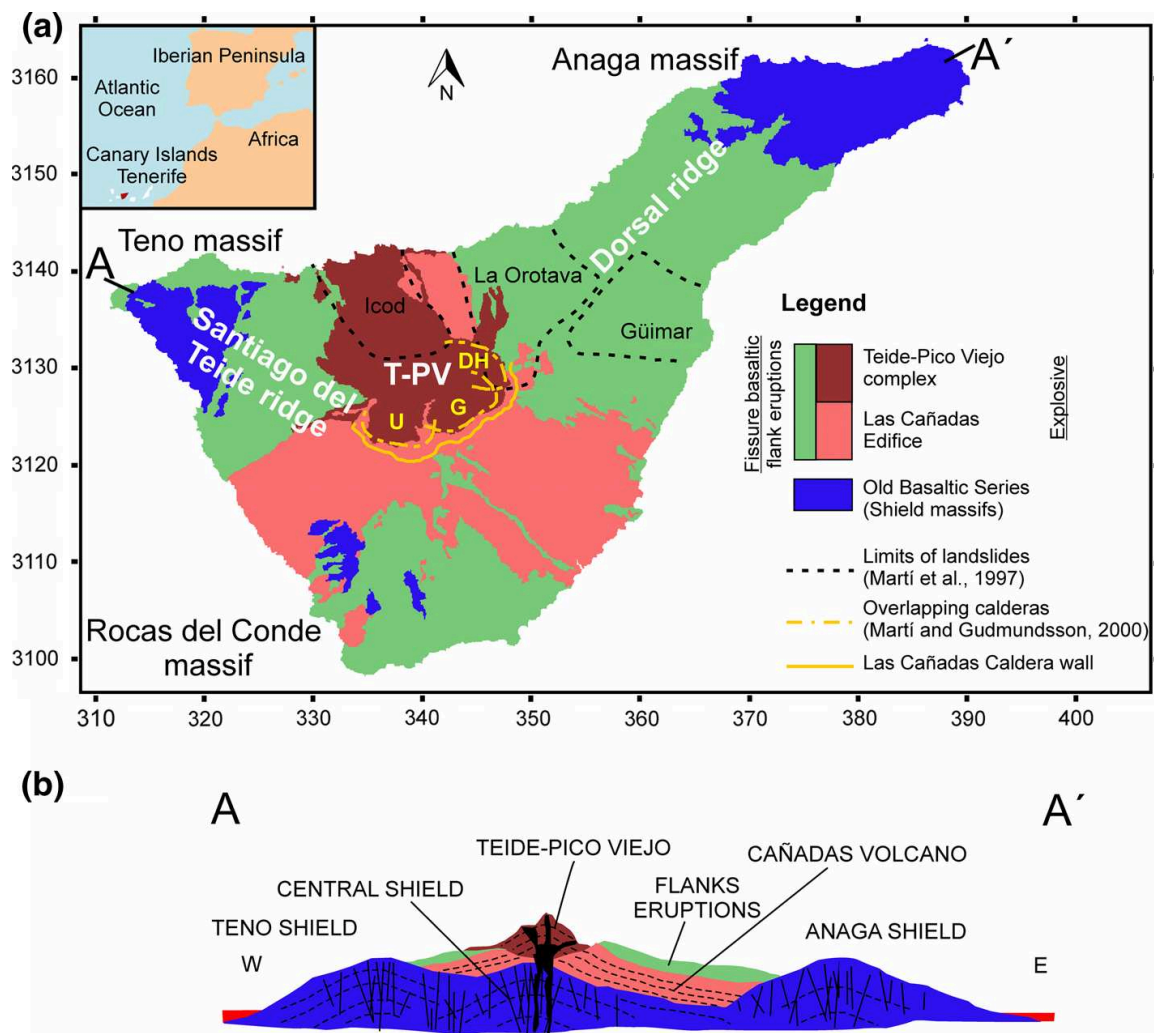 (a)
Iberian Peninsula
Atlantic
Ocean
Africa
Canary Islands
Tenerife
N
Anaga massif
A´
Teno massif
A
Dorsal ridge
La Orotava
Icod
Güimar
Santiago del
Teide ridge
T-PV
DH
G
U
Rocas del Conde
massif
3160
3150
3140
3130
3120
3110
3100
310 320 330 340 350 360 370 380 390 400
Legend
Fissure basaltic
flank eruptions
Teide-Pico Viejo
complex
Las Cañadas
Edifice
Explosive
Old Basaltic Series
(Shield massifs)
Limits of landslides
(Martí et al., 1997)
Overlapping calderas
(Martí and Gudmundsson, 2000)
Las Cañadas Caldera wall
(b)
A
A´
TEIDE-PICO VIEJO
CAÑADAS VOLCANO
CENTRAL SHIELD
FLANKS
ERUPTIONS
TENO SHIELD
ANAGA SHIELD
W
E